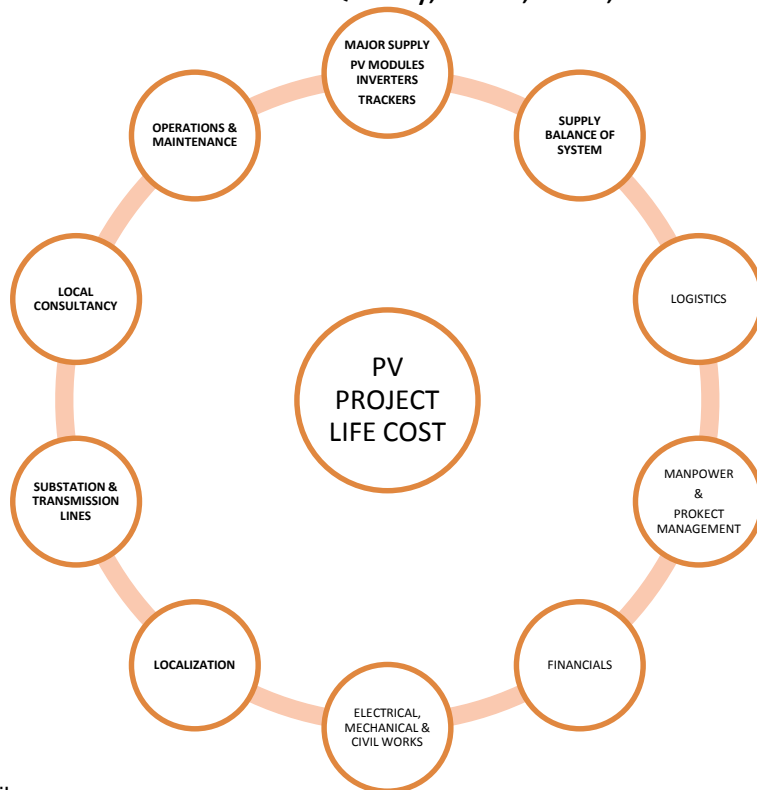 MAJOR SUPPLY
PV MODULES
INVERTERS
TRACKERS
SUPPLY
BALANCE OF
SYSTEM
LOGISTICS
MANPOWER
&
PROKECT
MANAGEMENT
FINANCIALS
ELECTRICAL,
MECHANICAL &
CIVIL WORKS
LOCALIZATION
SUBSTATION &
TRANSMISSION
LINES
LOCAL
CONSULTANCY
OPERATIONS &
MAINTENANCE
PV
PROJECT
LIFE COST